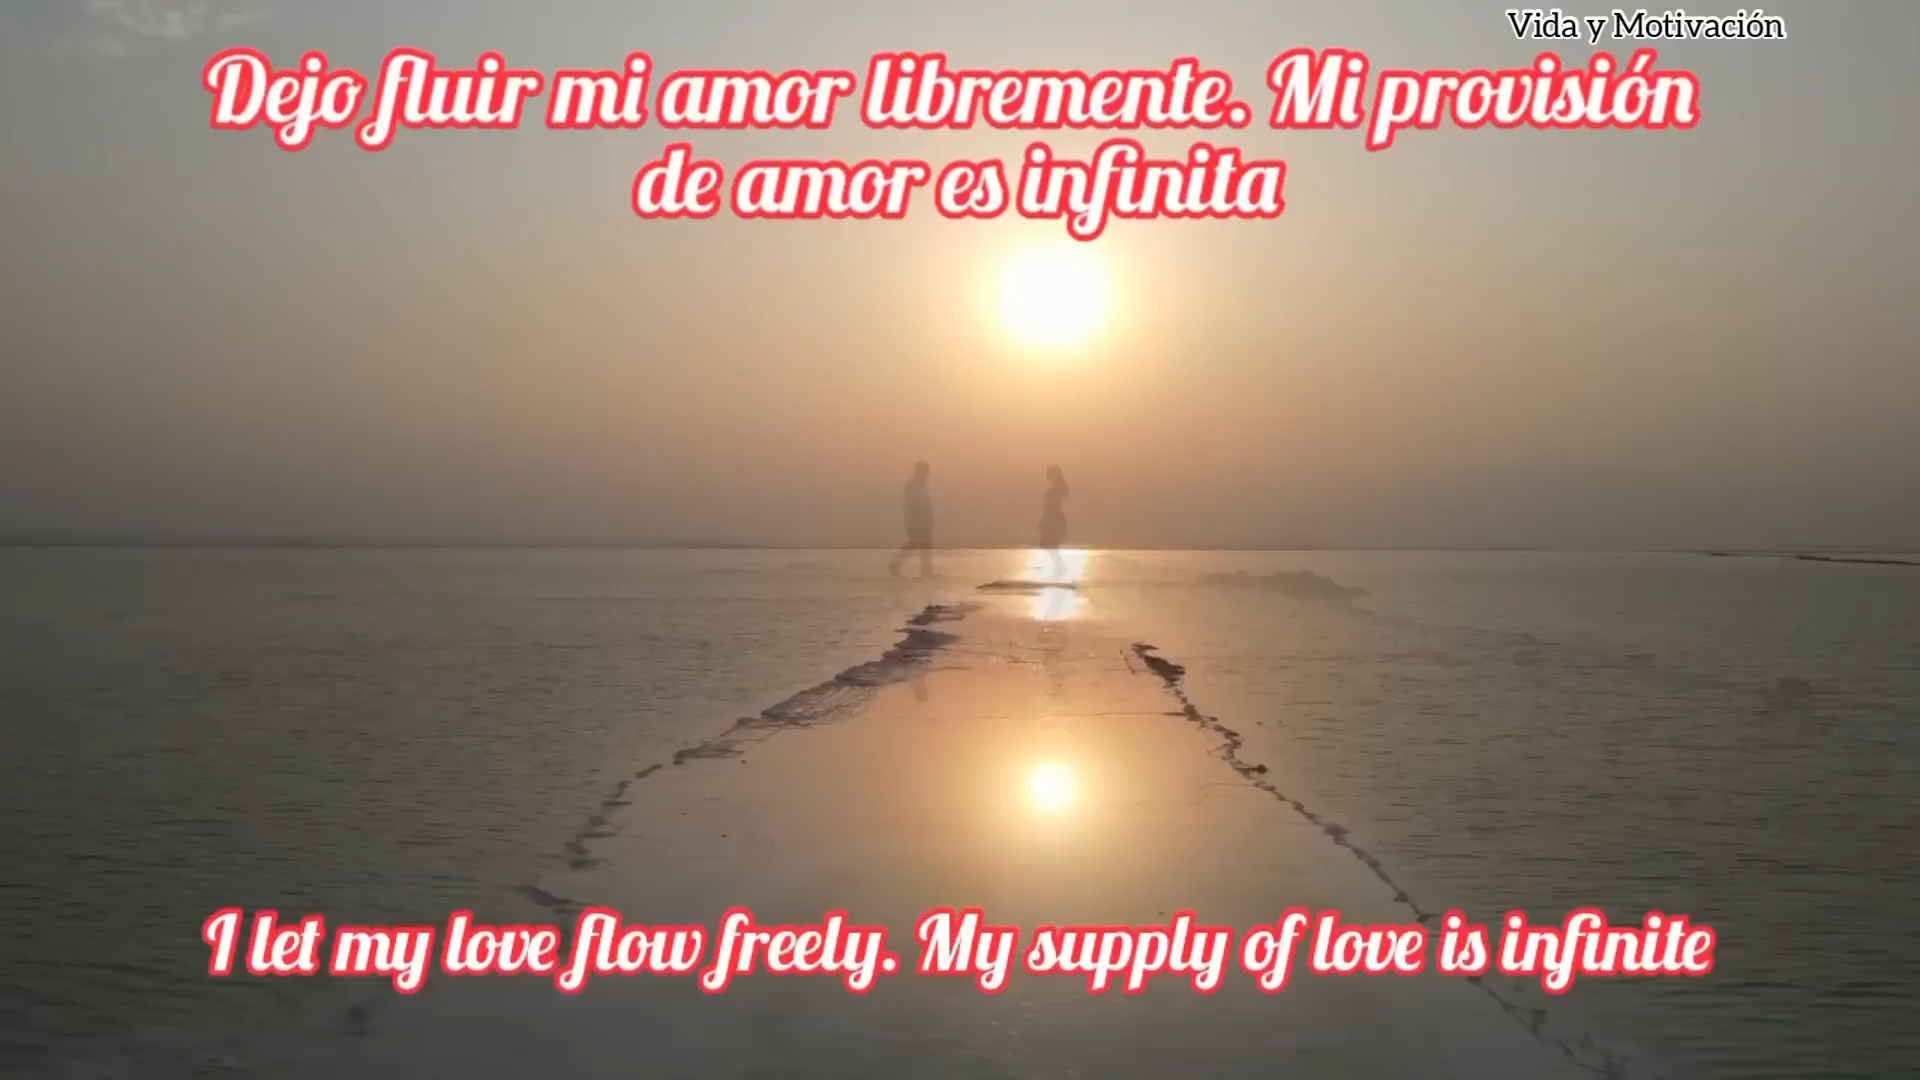 Vida y Motivación
Dejo fluir mi amor libremente. Mi provisión
de amor es infinita
I let my love flow freely. My supply of love is infinite